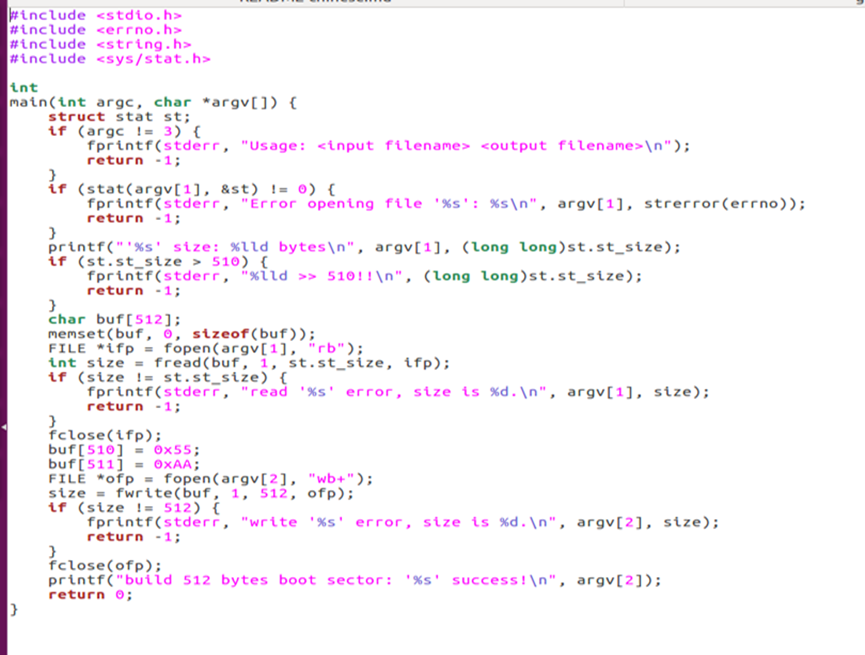 #include <stdio.h>
#include <errno.h>
#include <string.h>
#include <sys/stat.h>

int
main(int argc, char *argv[]) {
    struct stat st;
    if (argc != 3) {
        fprintf(stderr, "Usage: <input filename> <output filename>\n");
        return -1;
    }
    if (stat(argv[1], &st) != 0) {
        fprintf(stderr, "Error opening file '%s': %s\n", argv[1], strerror(errno));
        return -1;
    }
    printf("'%s' size: %lld bytes\n", argv[1], (long long)st.st_size);
    if (st.st_size > 510) {
        fprintf(stderr, "%lld >> 510!!\n", (long long)st.st_size);
        return -1;
    }
    char buf[512];
    memset(buf, 0, sizeof(buf));
    FILE *ifp = fopen(argv[1], "rb");
    int size = fread(buf, 1, st.st_size, ifp);
    if (size != st.st_size) {
        fprintf(stderr, "read '%s' error, size is %d.\n", argv[1], size);
        return -1;
    }
    fclose(ifp);
    buf[510] = 0x55;
    buf[511] = 0xAA;
    FILE *ofp = fopen(argv[2], "wb+");
    size = fwrite(buf, 1, 512, ofp);
    if (size != 512) {
        fprintf(stderr, "write '%s' error, size is %d.\n", argv[2], size);
        return -1;
    }
    fclose(ofp);
    printf("build 512 bytes boot sector: '%s' success!\n", argv[2]);
    return 0;
}